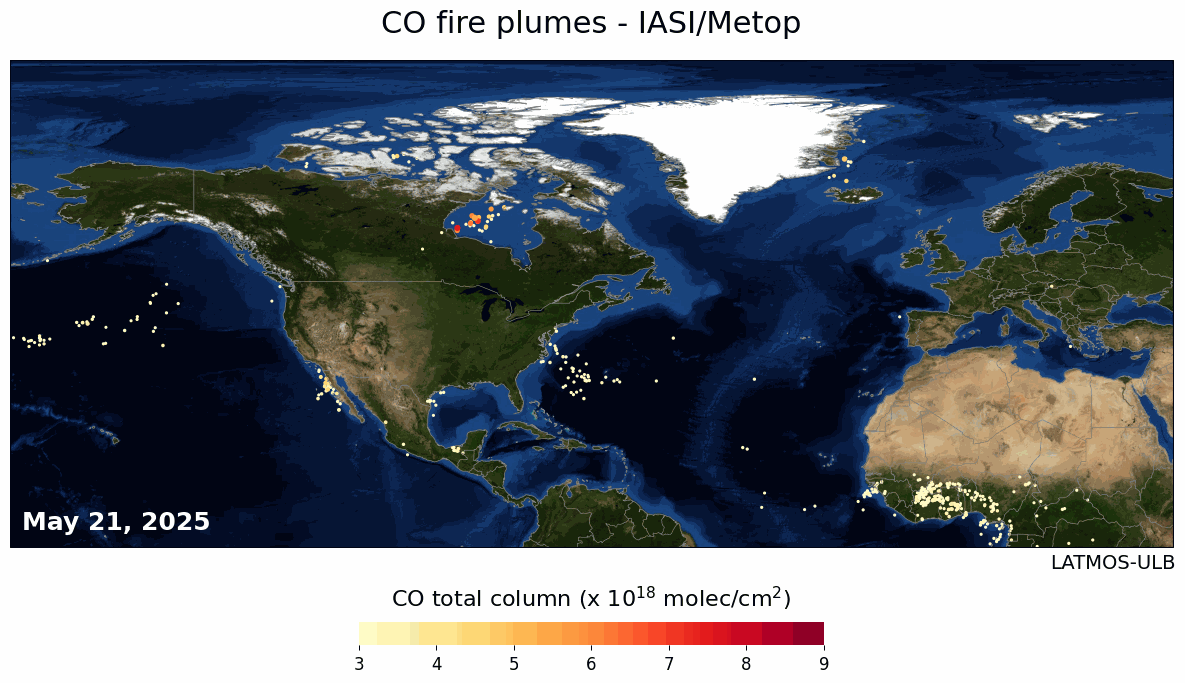 CO fire plumes - IASI/Metop
May 21, 2025
LATMOS-ULB
CO total column (x 10¹⁸ molec/cm²)
3 4 5 6 7 8 9